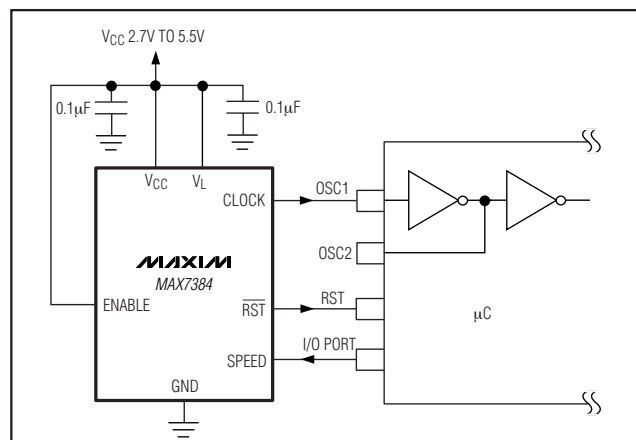 VCC 2.7V TO 5.5V
0.1μF
0.1μF
VCC
VL
CLOCK
OSC1
MAXIM
MAX7384
OSC2
ENABLE
R̅S̅T̅
RST
μC
SPEED
I/O PORT
GND